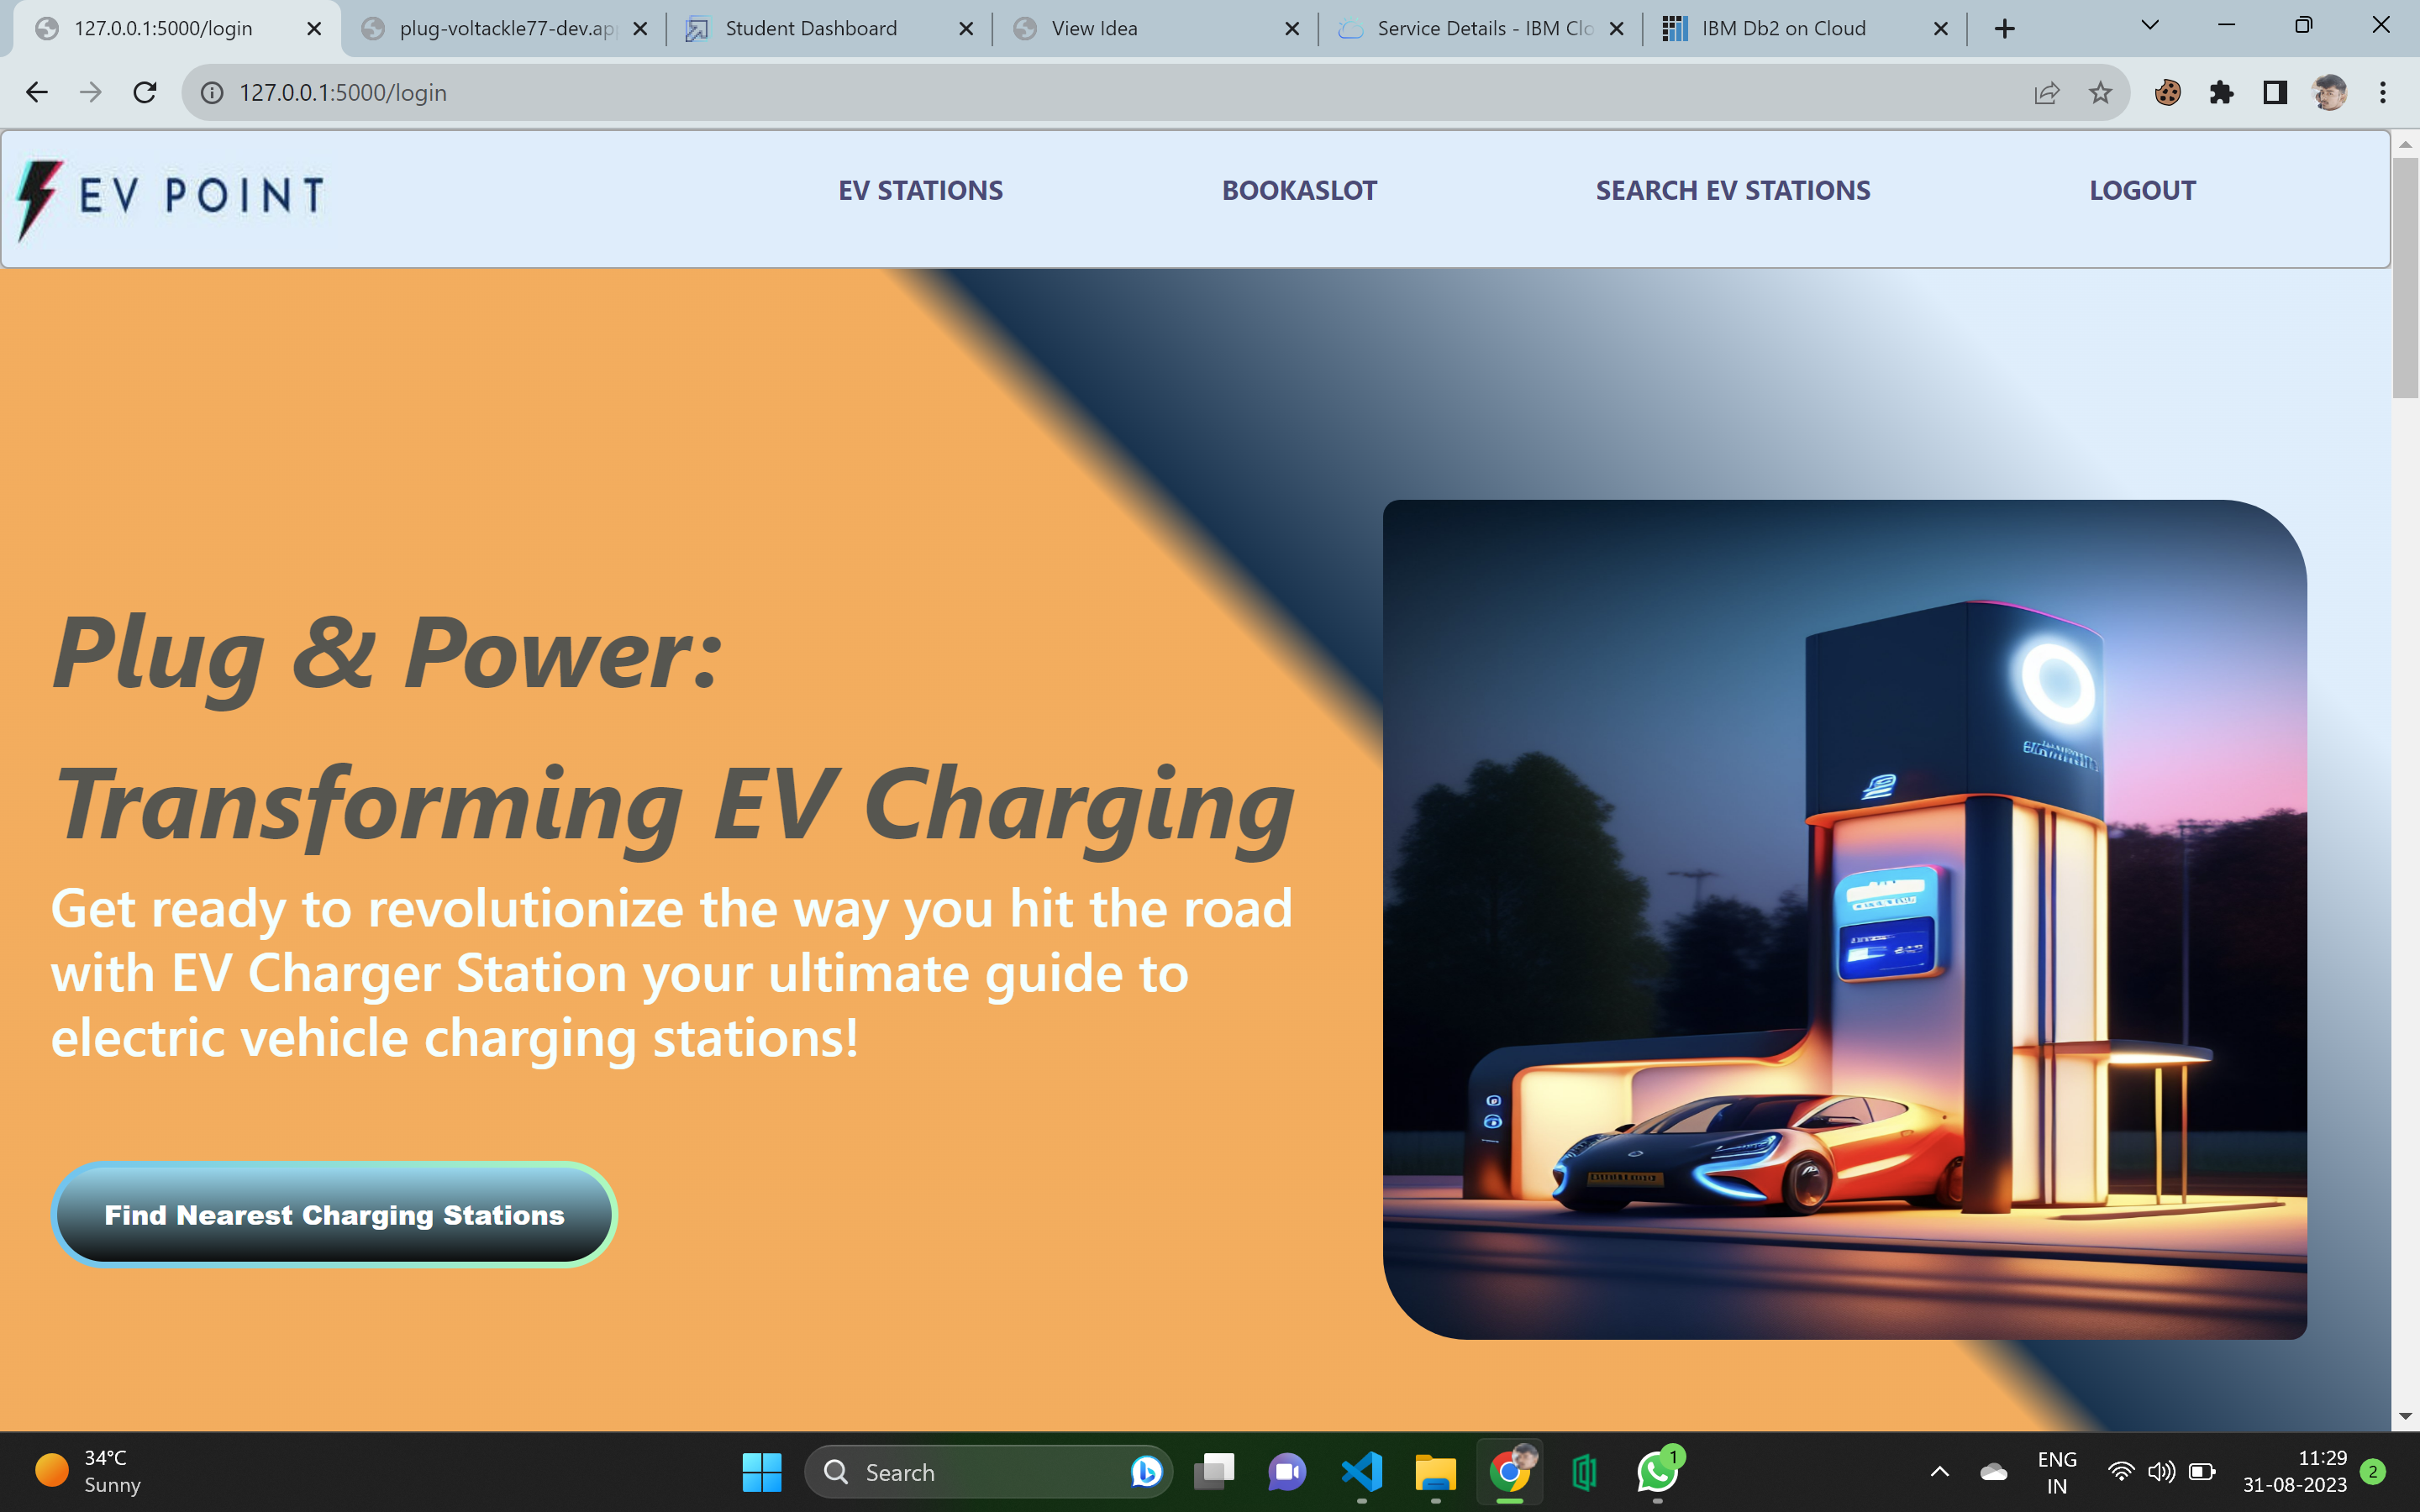 127.0.0.1:5000/login
plug-voltackle77-dev.ap
Student Dashboard
View Idea
Service Details - IBM Clo
IBM Db2 on Cloud
127.0.0.1:5000/login
EV POINT
EV STATIONS
BOOKASLOT
SEARCH EV STATIONS
LOGOUT
Plug & Power:
Transforming EV Charging
Get ready to revolutionize the way you hit the road
with EV Charger Station your ultimate guide to
electric vehicle charging stations!
Find Nearest Charging Stations
34°C
Sunny
Search
1
ENG
IN
11:29
31-08-2023
2